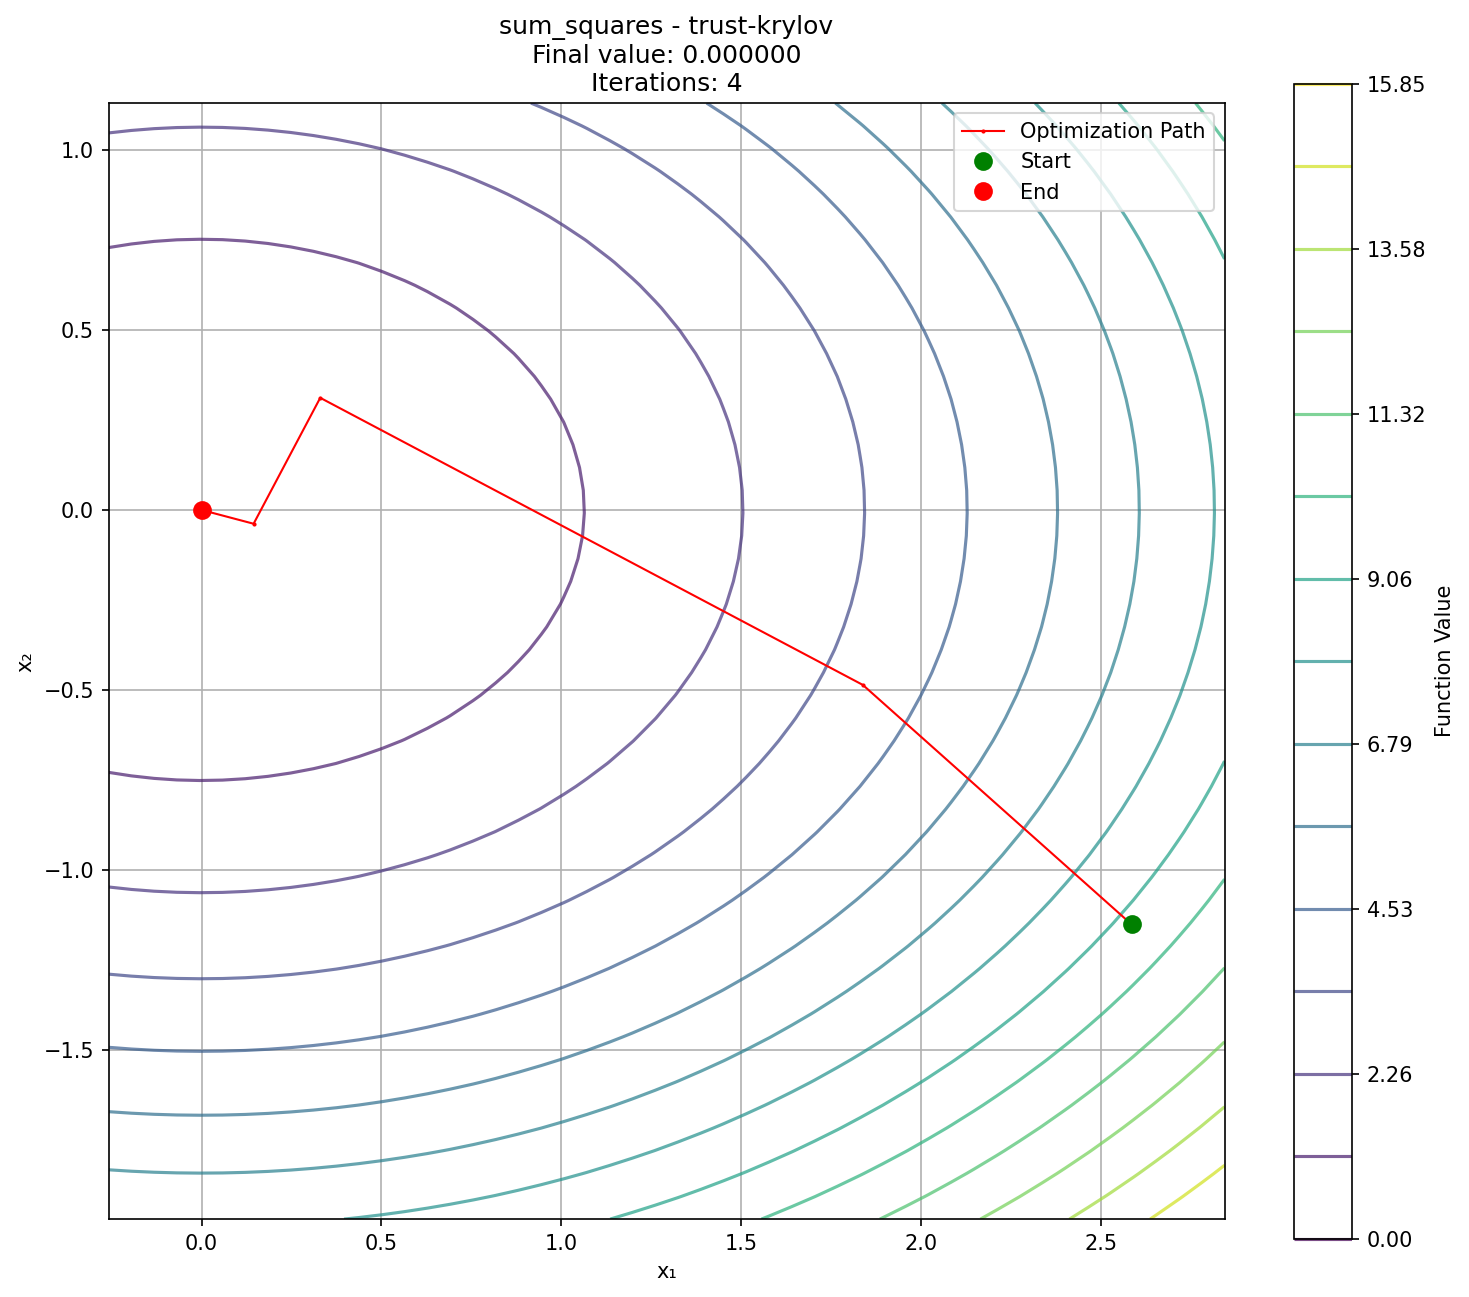 sum_squares - trust-krylov
Final value: 0.000000
Iterations: 4
Optimization Path
Start
End
1.0
0.5
0.0
−0.5
−1.0
−1.5
x₂
0.0
0.5
1.0
1.5
2.0
2.5
x₁
15.85
13.58
11.32
9.06
6.79
4.53
2.26
0.00
Function Value